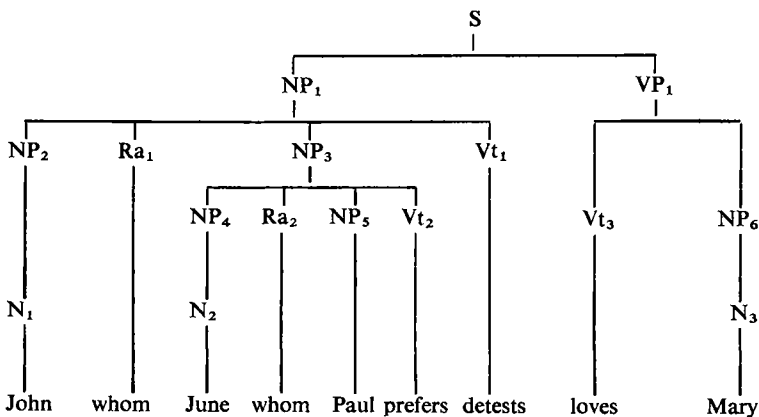 S
NP₁ VP₁
NP₂ Ra₁ NP₃ Vt₁
NP₄ Ra₂ NP₅ Vt₂ Vt₃ NP₆
N₁ N₂ N₃
John whom June whom Paul prefers detests loves Mary